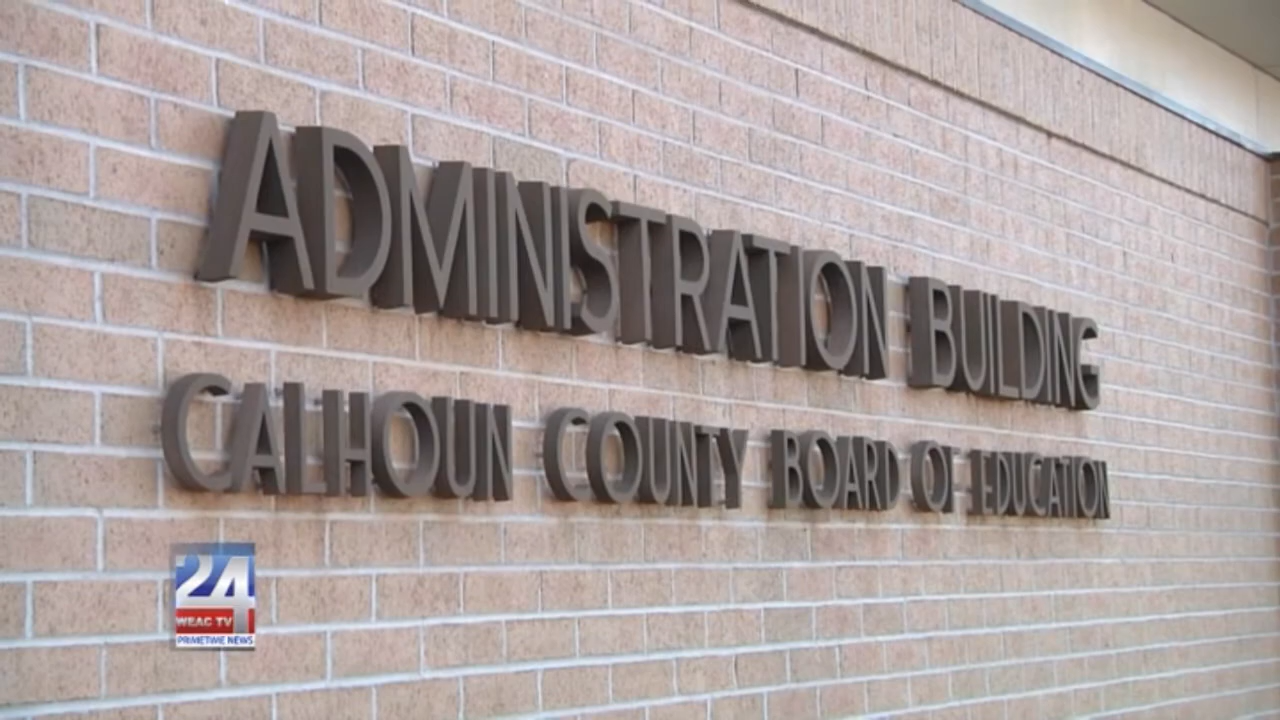 ADMINISTRATION BUILDING
CALHOUN COUNTY BOARD OF EDUCATION
24
WEAC TV
PRIMETIME NEWS